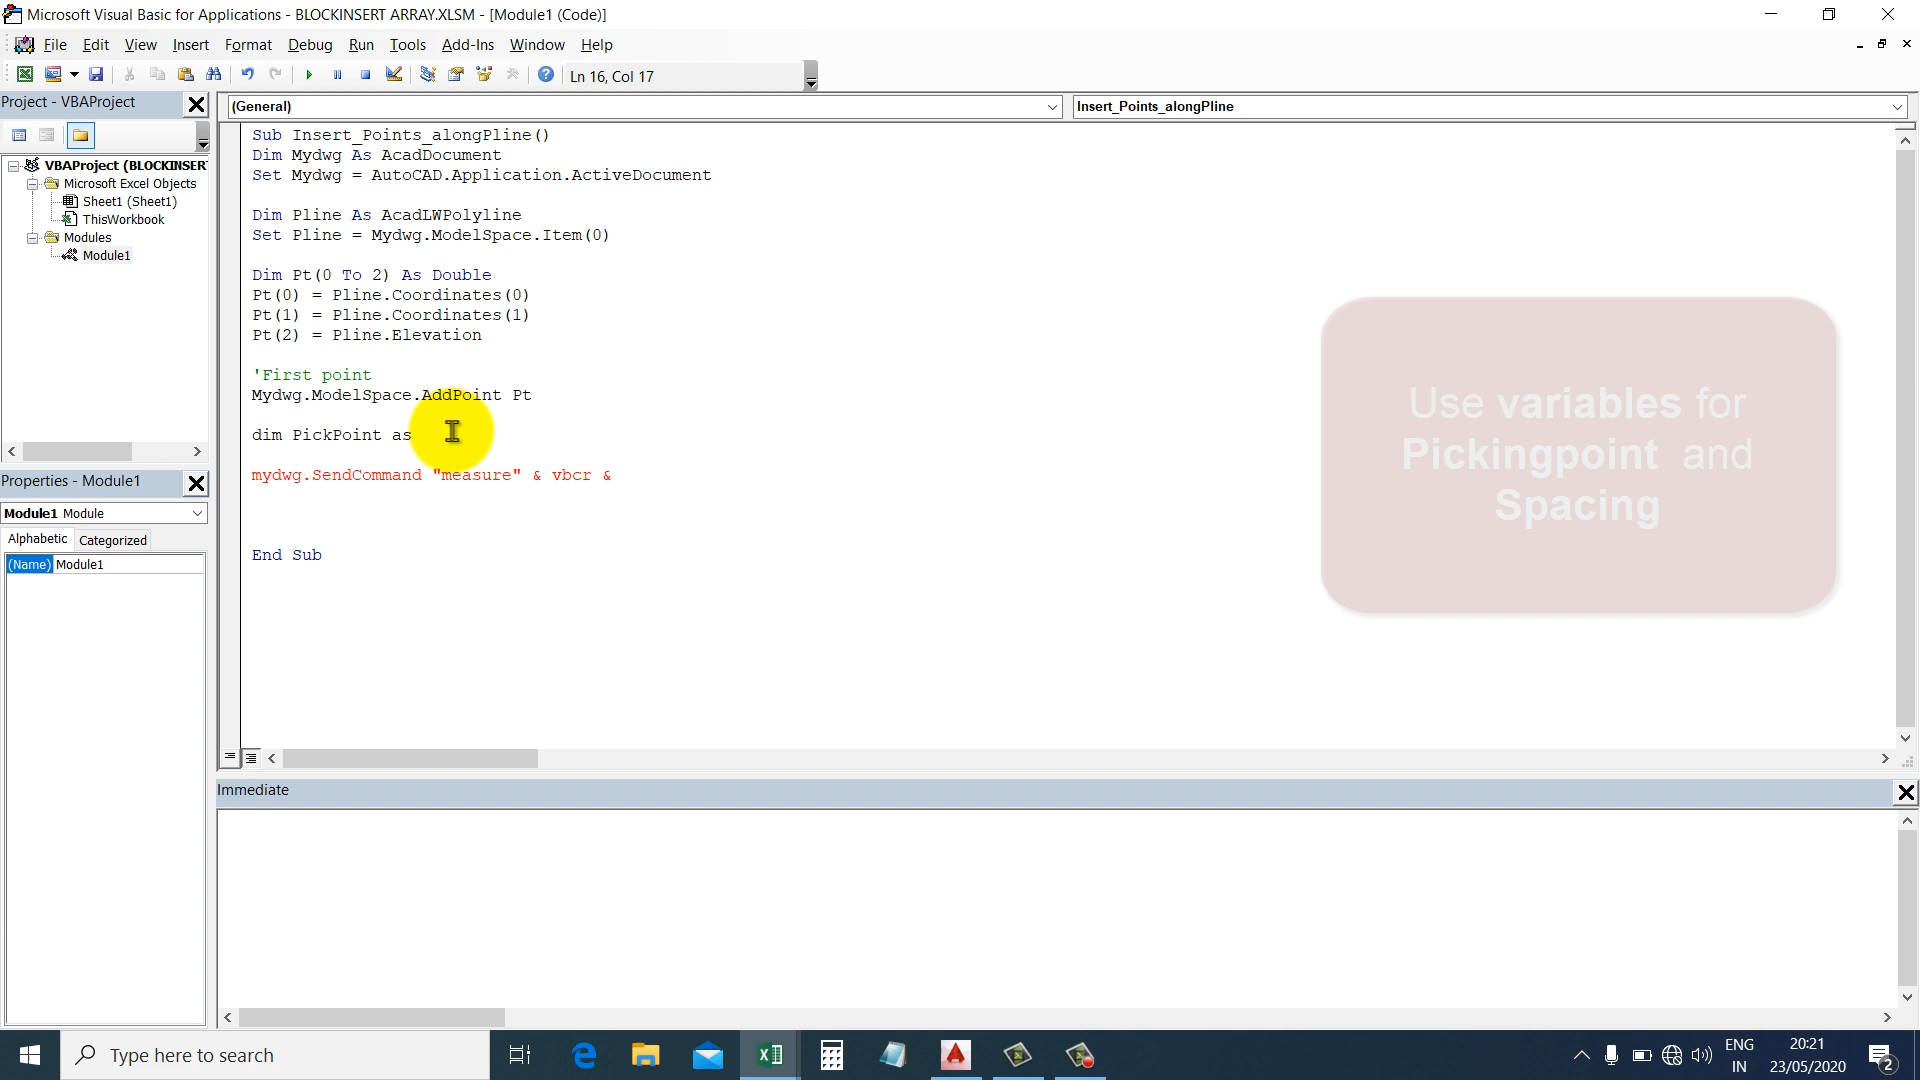 Microsoft Visual Basic for Applications - BLOCKINSERT ARRAY.XLSM - [Module1 (Code)]
File Edit View Insert Format Debug Run Tools Add-Ins Window Help
Ln 16, Col 17
Project - VBAProject
(General)
Insert_Points_alongPline
VBAProject (BLOCKINSER
Microsoft Excel Objects
Sheet1 (Sheet1)
ThisWorkbook
Modules
Module1
Sub Insert_Points_alongPline()
Dim Mydwg As AcadDocument
Set Mydwg = AutoCAD.Application.ActiveDocument
Dim Pline As AcadLWPolyline
Set Pline = Mydwg.ModelSpace.Item(0)
Dim Pt(0 To 2) As Double
Pt(0) = Pline.Coordinates(0)
Pt(1) = Pline.Coordinates(1)
Pt(2) = Pline.Elevation
'First point
Mydwg.ModelSpace.AddPoint Pt
dim PickPoint as
mydwg.SendCommand "measure" & vbcr &
End Sub
Use variables for
Pickingpoint and
Spacing
Properties - Module1
Module1 Module
Alphabetic Categorized
(Name) Module1
Immediate
Type here to search
ENG
IN
20:21
23/05/2020
2